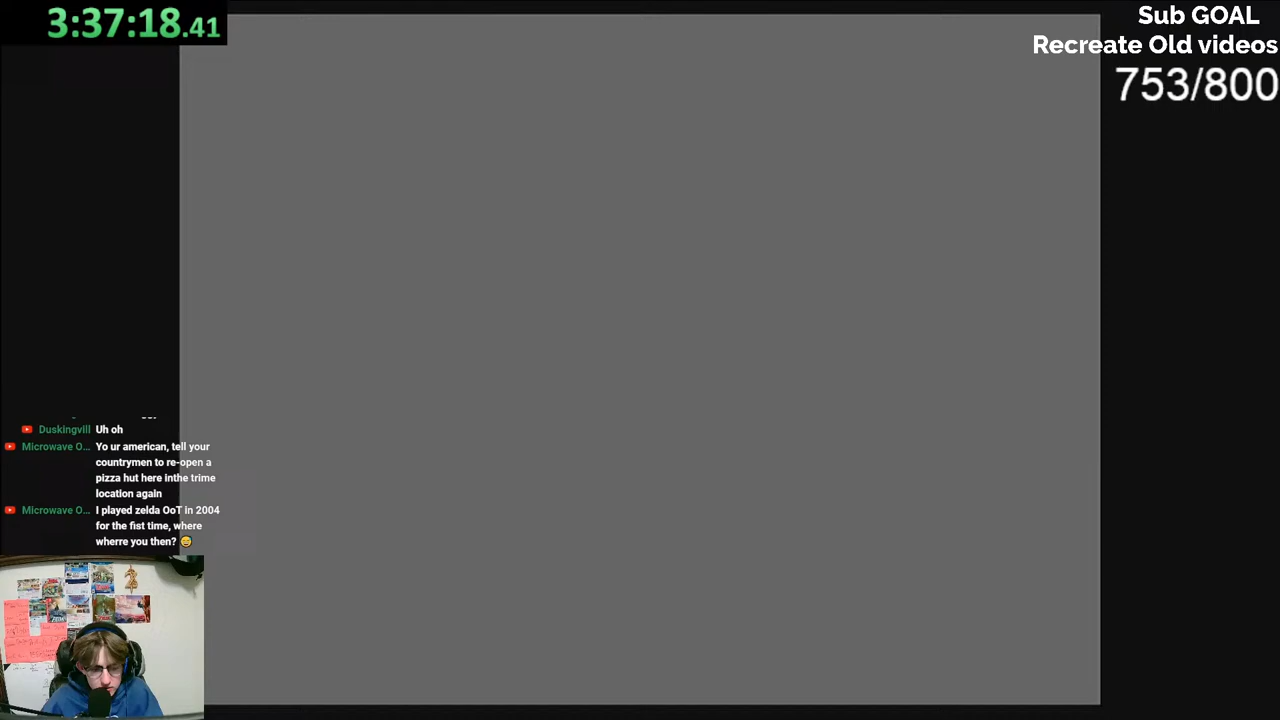 3:37:18.41
Sub GOAL
Recreate Old videos
753/800
Duskingvill Uh oh
Microwave O... Yo ur american, tell your
countrymen to re-open a
pizza hut here inthe trime
location again
Microwave O... I played zelda OoT in 2004
for the fist time, where
wherre you then? 😅